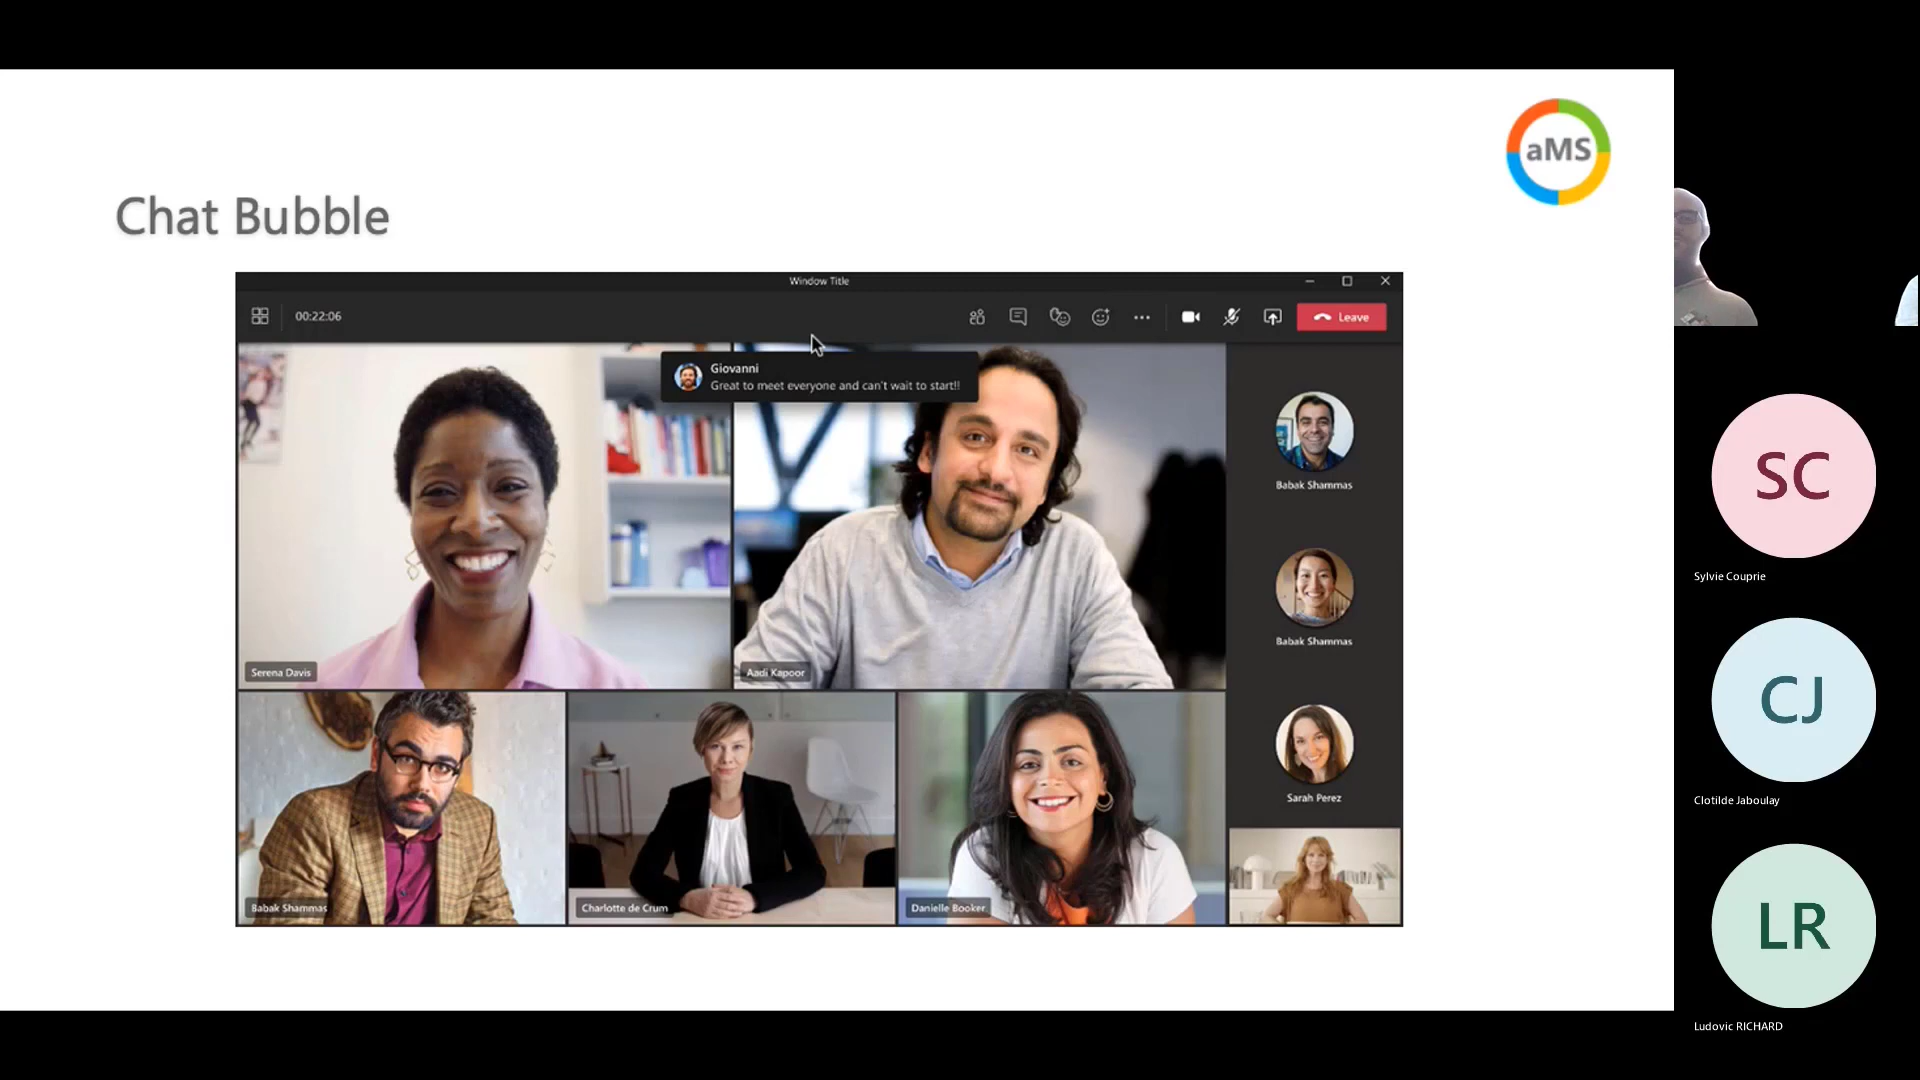 aMS
Chat Bubble
Window Title
00:22:06
Leave
Giovanni
Great to meet everyone and can't wait to start!!
Serena Davis
Aadi Kapoor
Babak Shammas
Babak Shammas
Sarah Perez
Babak Shammas
Charlotte de Crum
Danielle Booker
SC
Sylvie Couprie
CJ
Clotilde Jaboulay
LR
Ludovic RICHARD